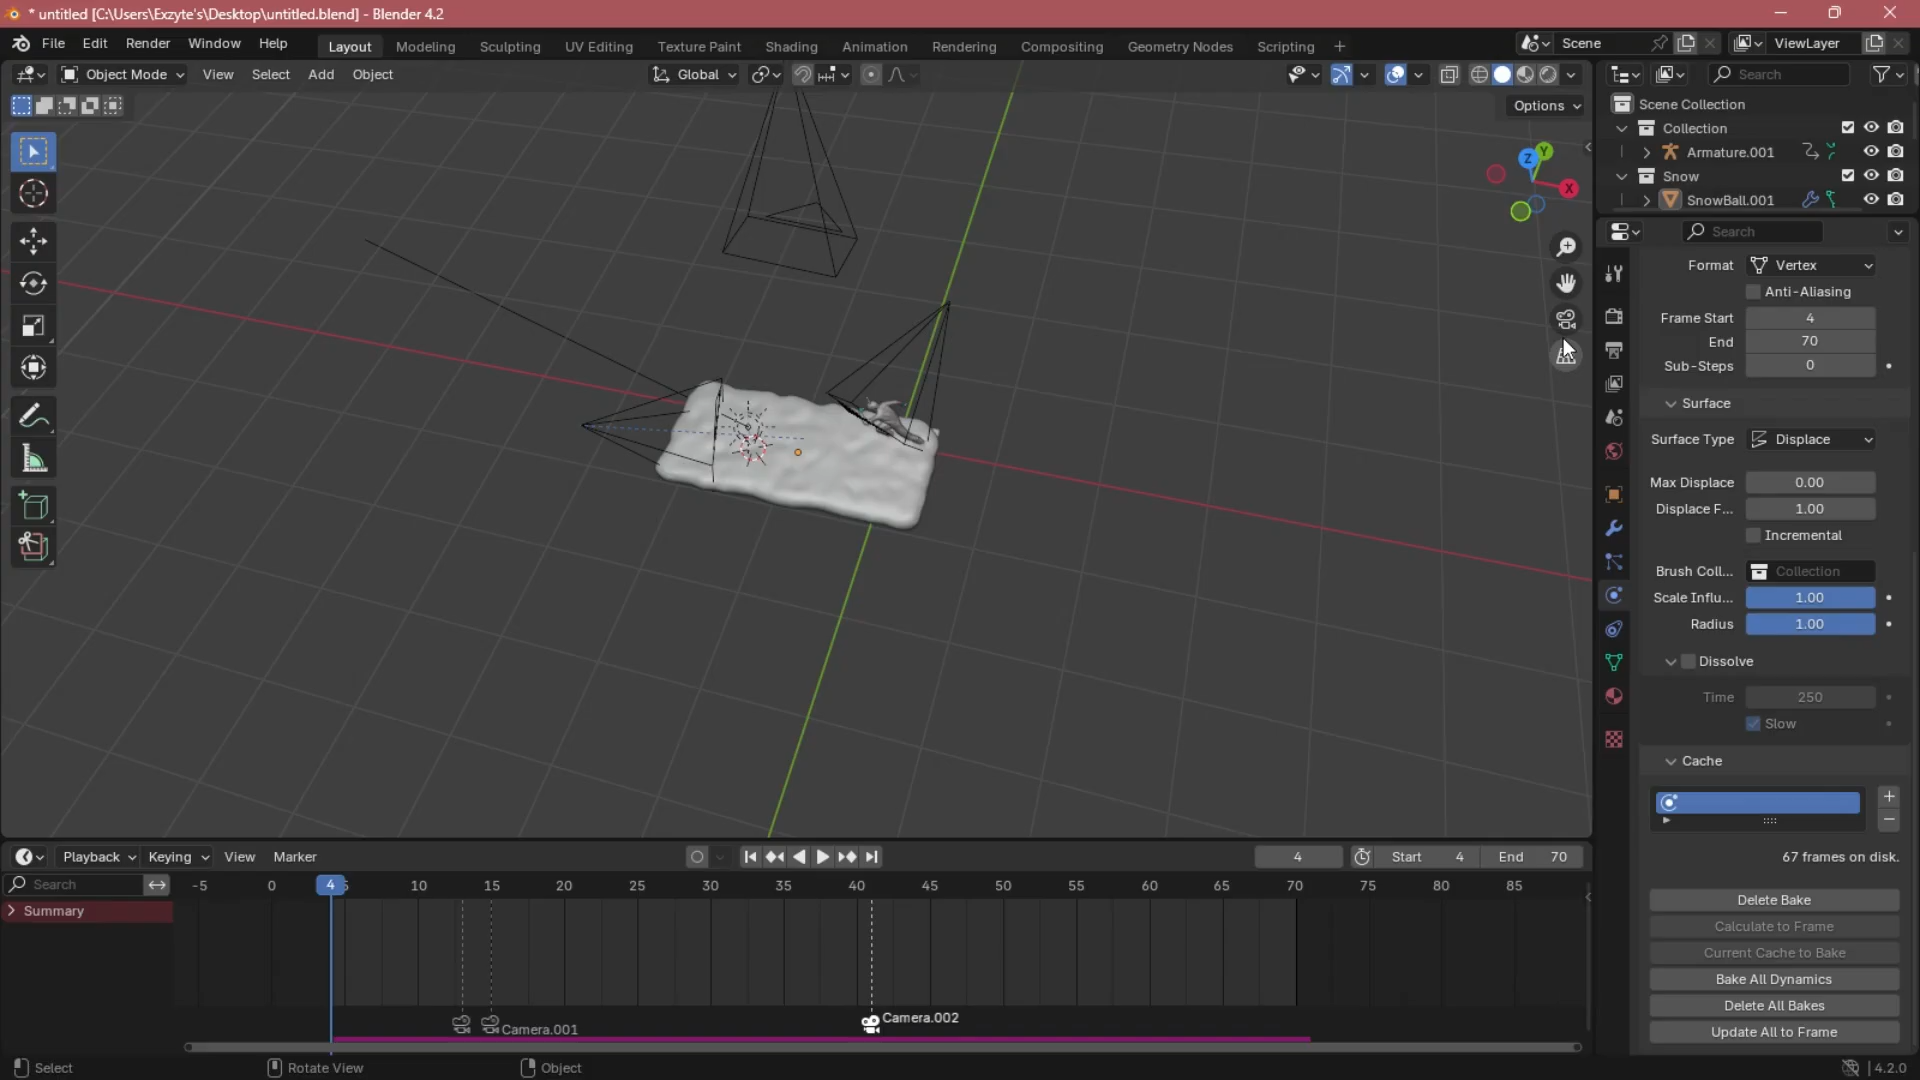 * untitled [C:\Users\Exzyte's\Desktop\untitled.blend] - Blender 4.2
File Edit Render Window Help Layout Modeling Sculpting UV Editing Texture Paint Shading Animation Rendering Compositing Geometry Nodes Scripting + Scene ViewLayer
Object Mode View Select Add Object Global Search
Options
Scene Collection
Collection
Armature.001
Snow
SnowBall.001
Z Y X
Search
Format Vertex
Anti-Aliasing
Frame Start 4
End 70
Sub-Steps 0
Surface
Surface Type Displace
Max Displace 0.00
Displace F... 1.00
Incremental
Brush Coll... Collection
Scale Influ... 1.00
Radius 1.00
Dissolve
Time 250
Slow
Cache
67 frames on disk.
Delete Bake
Calculate to Frame
Current Cache to Bake
Bake All Dynamics
Delete All Bakes
Update All to Frame
Playback Keying View Marker 4 Start 4 End 70
Search -5 0 4 5 10 15 20 25 30 35 40 45 50 55 60 65 70 75 80 85
Summary
Camera.002
Camera.001
Select Rotate View Object 4.2.0